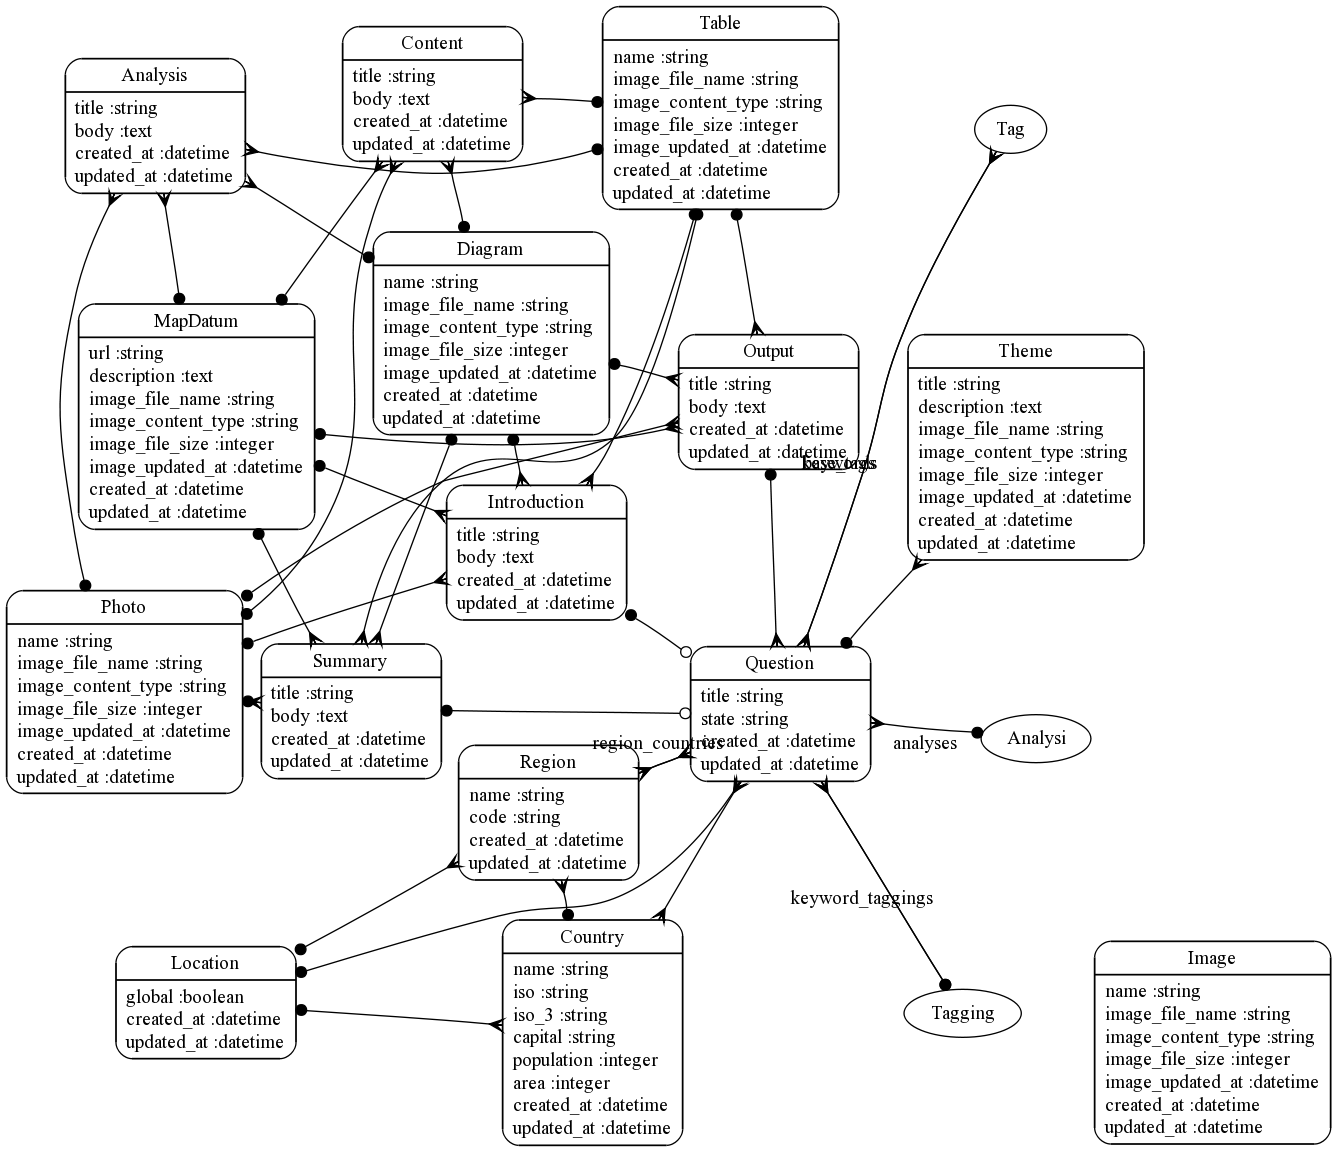 Table
name :string
image_file_name :string
image_content_type :string
image_file_size :integer
image_updated_at :datetime
created_at :datetime
updated_at :datetime
Content
title :string
body :text
created_at :datetime
updated_at :datetime
Analysis
title :string
body :text
created_at :datetime
updated_at :datetime
Tag
Diagram
name :string
image_file_name :string
image_content_type :string
image_file_size :integer
image_updated_at :datetime
created_at :datetime
updated_at :datetime
MapDatum
url :string
description :text
image_file_name :string
image_content_type :string
image_file_size :integer
image_updated_at :datetime
created_at :datetime
updated_at :datetime
Output
title :string
body :text
created_at :datetime
updated_at :datetime
Theme
title :string
description :text
image_file_name :string
image_content_type :string
image_file_size :integer
image_updated_at :datetime
created_at :datetime
updated_at :datetime
Introduction
title :string
body :text
created_at :datetime
updated_at :datetime
Photo
name :string
image_file_name :string
image_content_type :string
image_file_size :integer
image_updated_at :datetime
created_at :datetime
updated_at :datetime
Summary
title :string
body :text
created_at :datetime
updated_at :datetime
Question
title :string
state :string
created_at :datetime
updated_at :datetime
analyses
Analysi
region_countries
Region
name :string
code :string
created_at :datetime
updated_at :datetime
keyword_taggings
Location
global :boolean
created_at :datetime
updated_at :datetime
Country
name :string
iso :string
iso_3 :string
capital :string
population :integer
area :integer
created_at :datetime
updated_at :datetime
Tagging
Image
name :string
image_file_name :string
image_content_type :string
image_file_size :integer
image_updated_at :datetime
created_at :datetime
updated_at :datetime